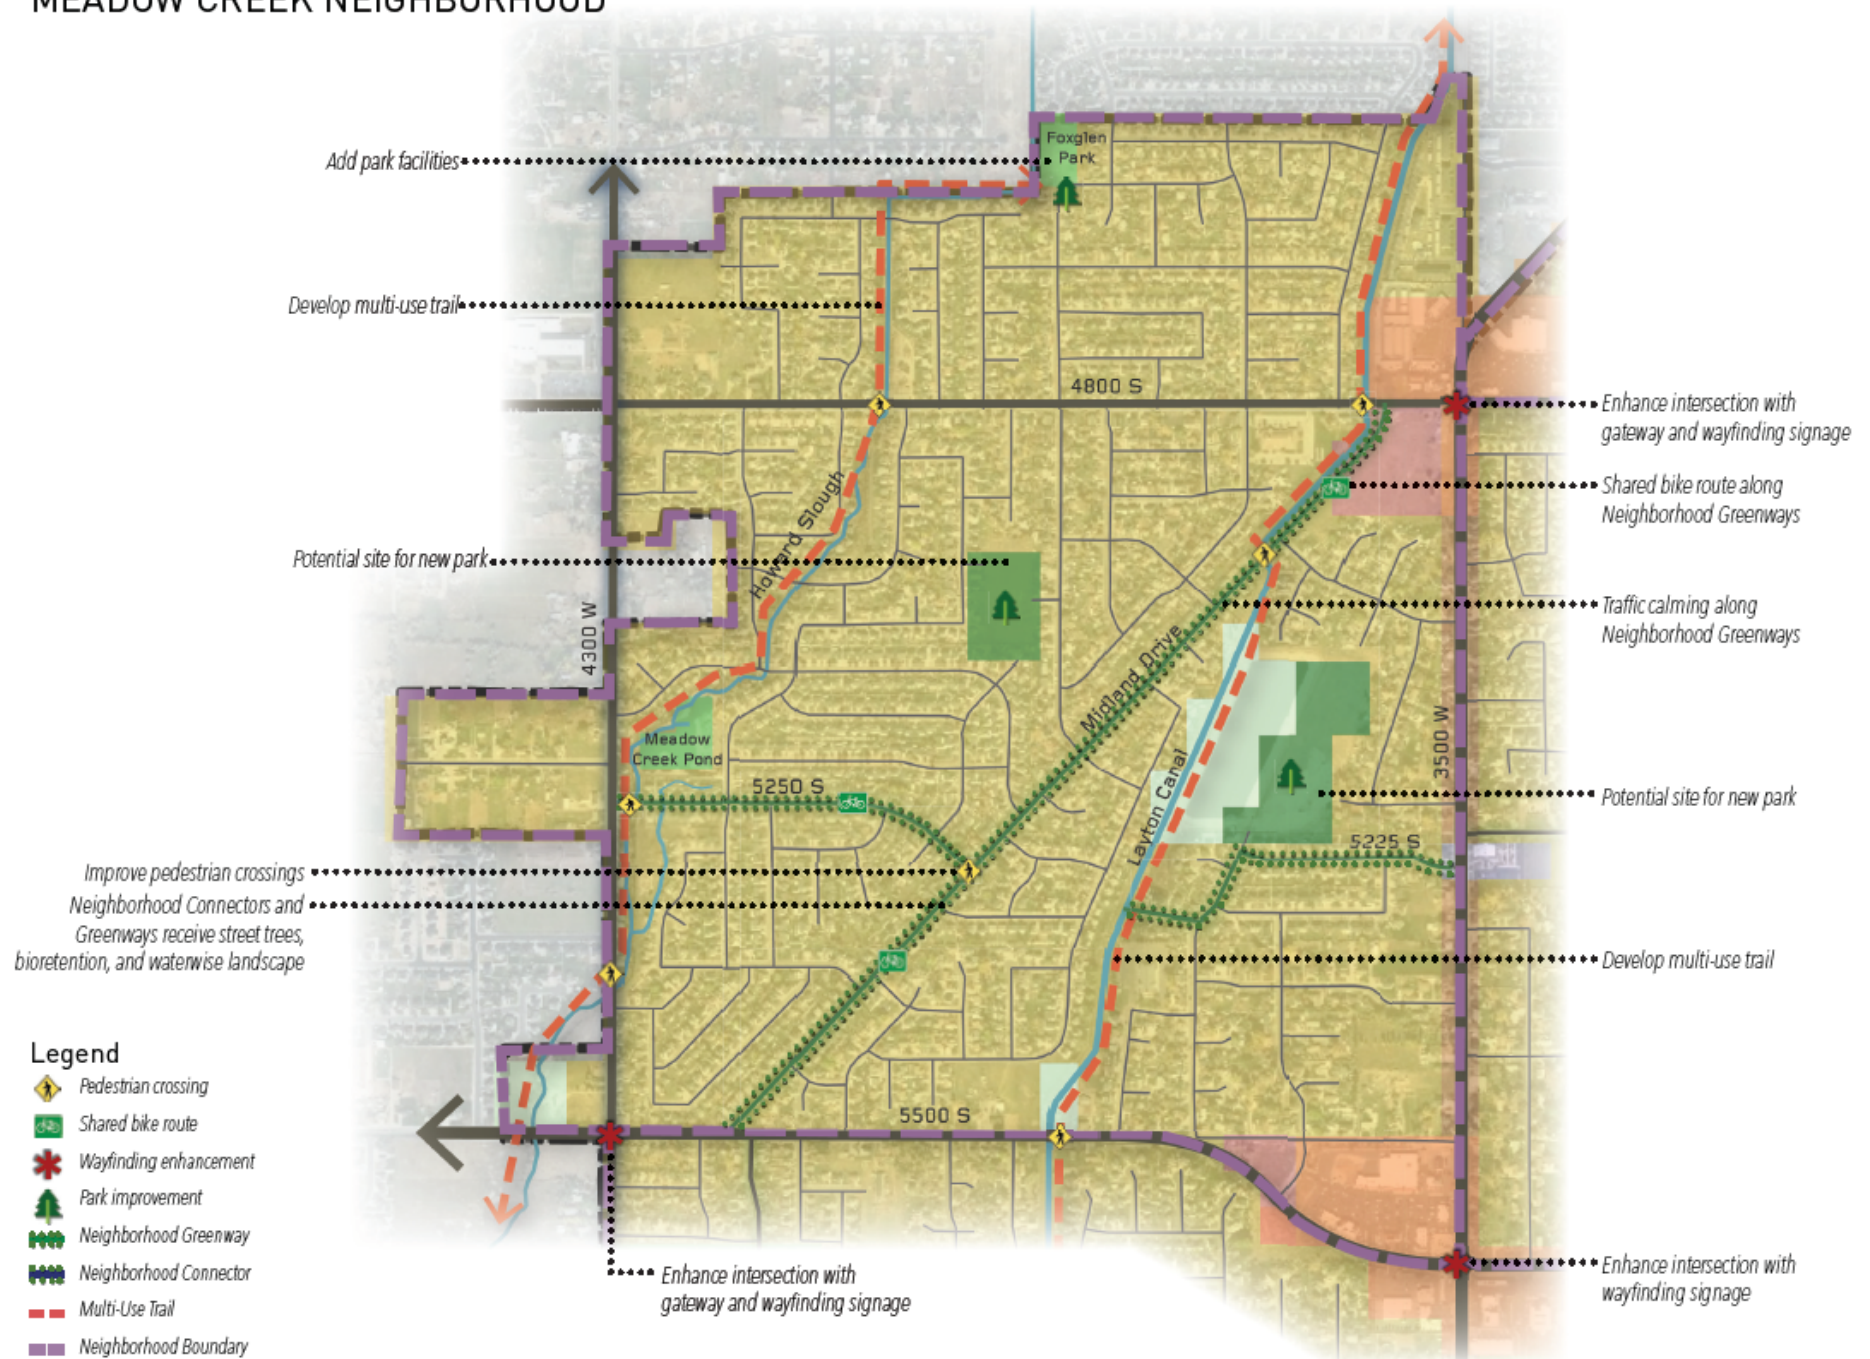 MEADOW CREEK NEIGHBORHOOD
Foxglen
Park
Add park facilities
Develop multi-use trail
4800 S
Enhance intersection with
gateway and wayfinding signage
Shared bike route along
Neighborhood Greenways
Howard Slough
Potential site for new park
4300 W
Traffic calming along
Neighborhood Greenways
Midland Drive
Meadow
Creek Pond
3500 W
5250 S
Layton Canal
Potential site for new park
5225 S
Improve pedestrian crossings
Neighborhood Connectors and
Greenways receive street trees,
bioretention, and waterwise landscape
Develop multi-use trail
5500 S
Legend
Pedestrian crossing
Shared bike route
Wayfinding enhancement
Park improvement
Neighborhood Greenway
Neighborhood Connector
Multi-Use Trail
Neighborhood Boundary
Enhance intersection with
gateway and wayfinding signage
Enhance intersection with
wayfinding signage